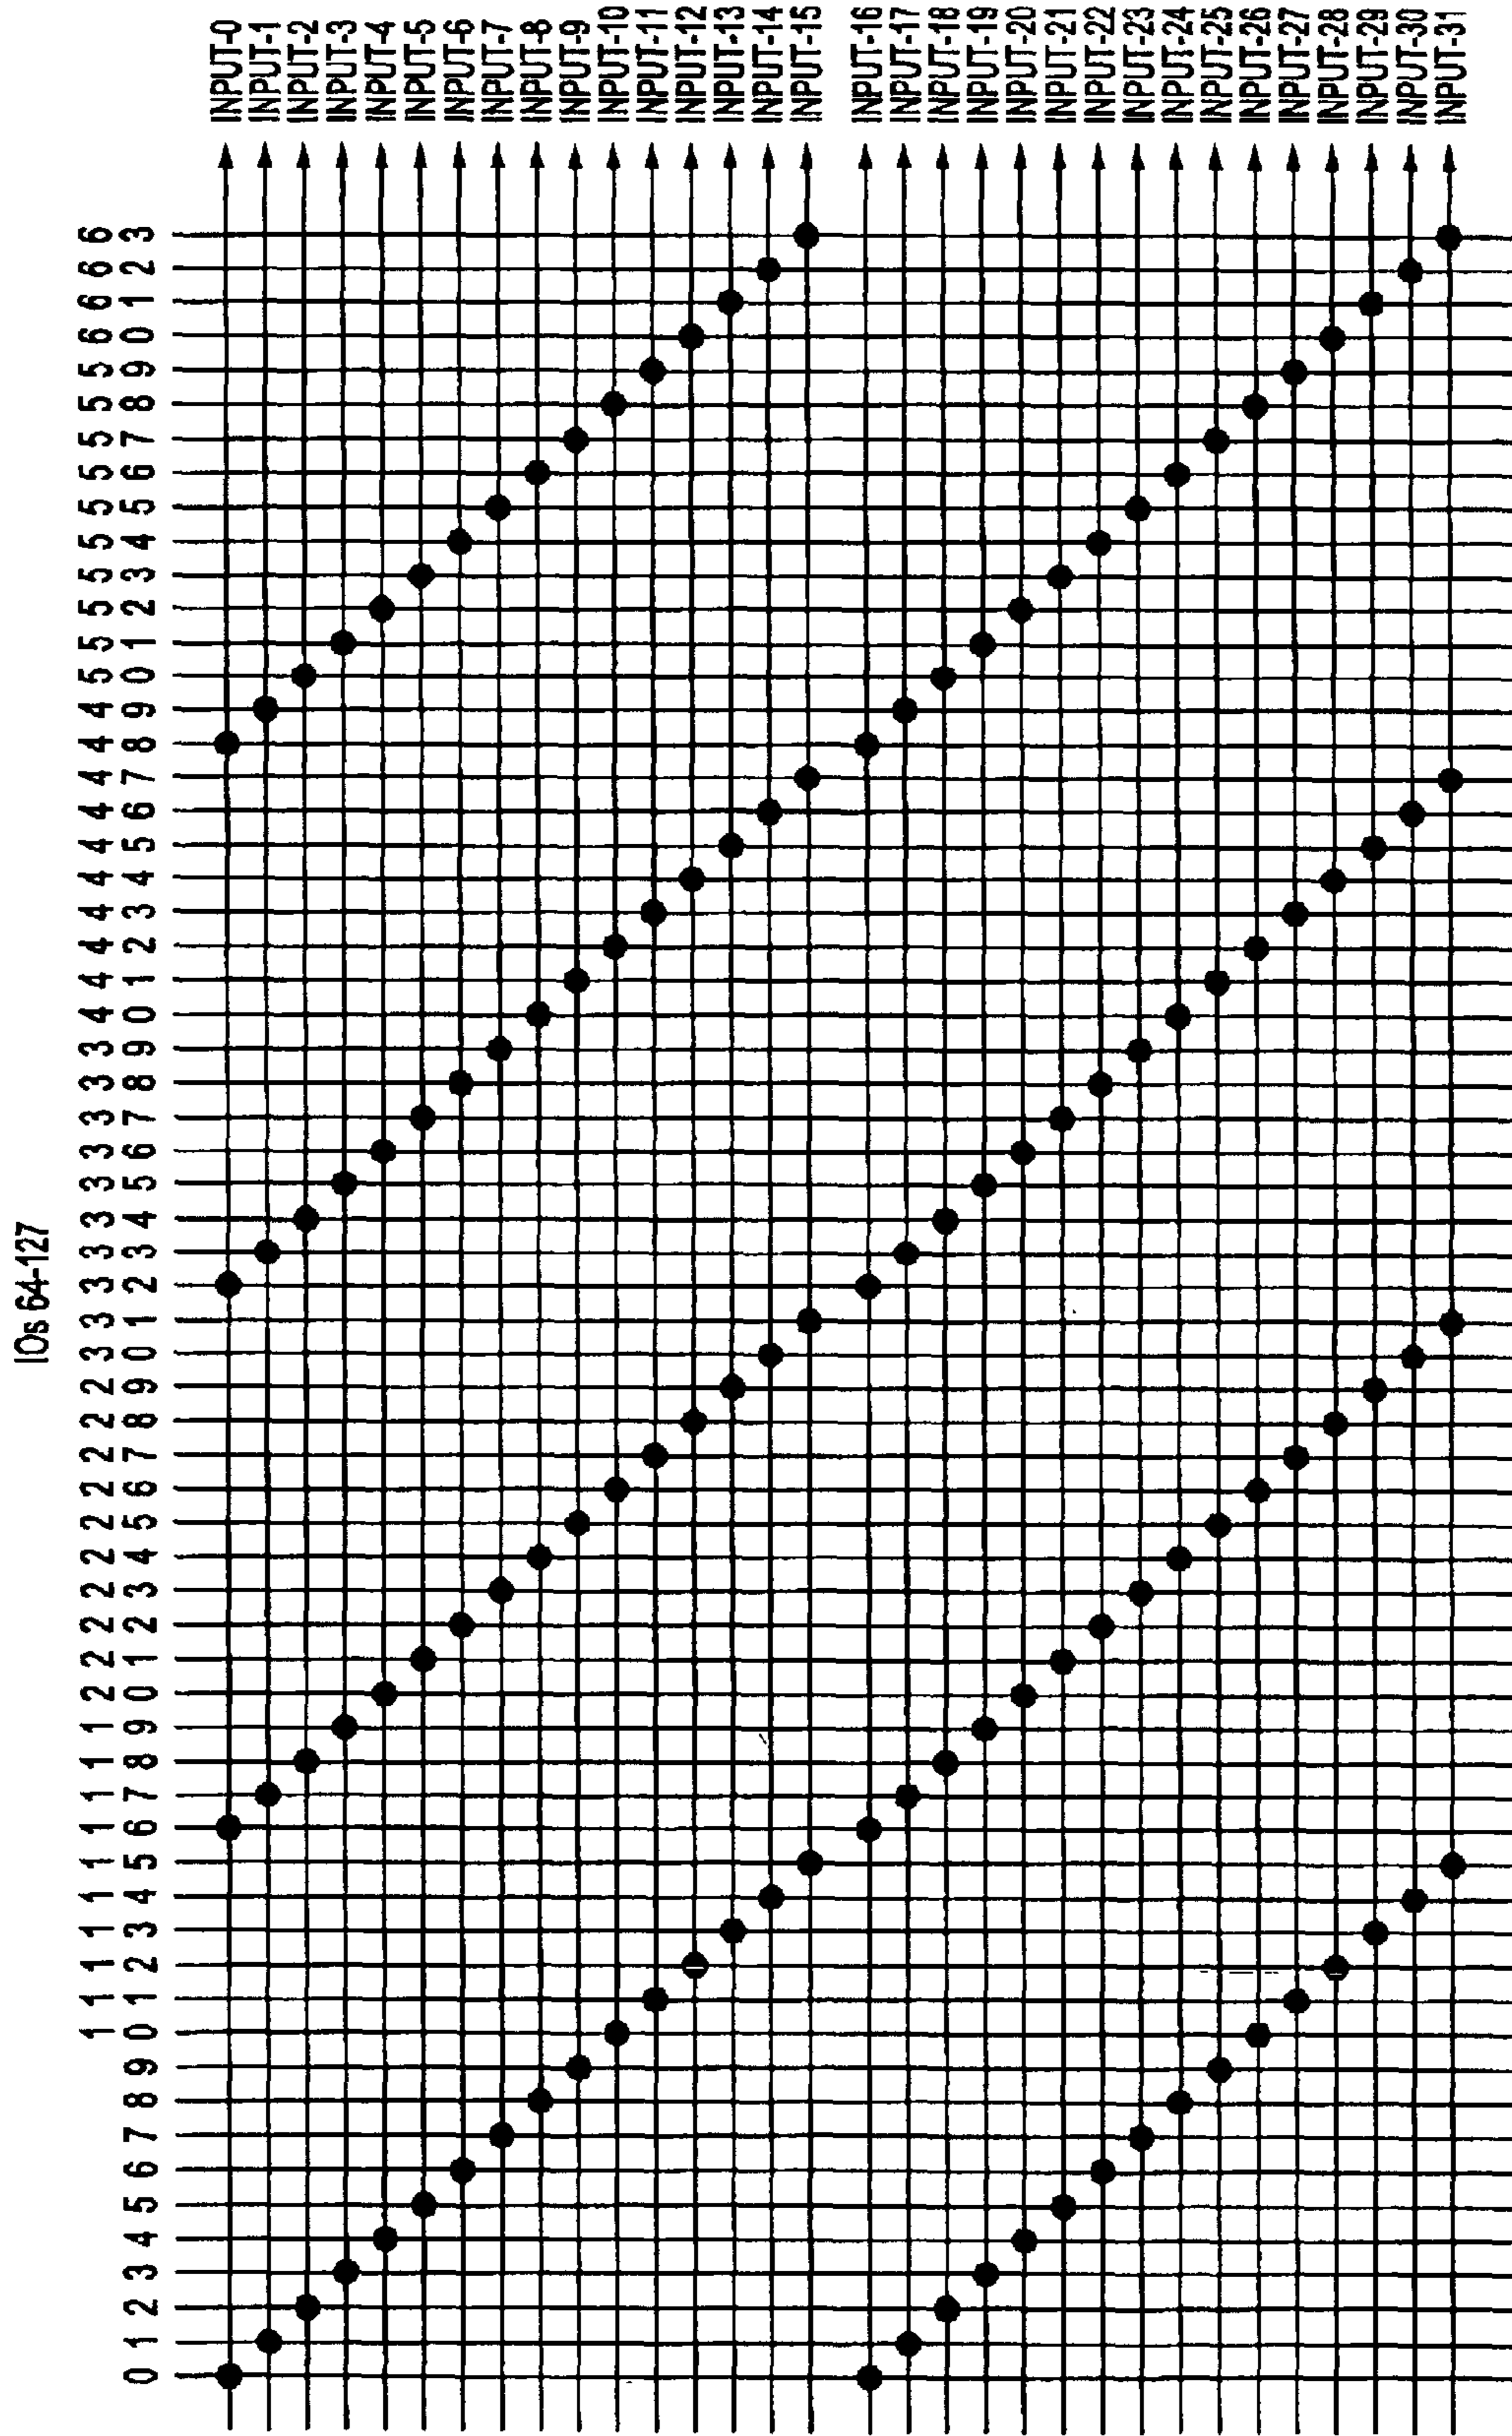 IOs 64-127
0 1 2 3 4 5 6 7 8 9 10 11 12 13 14 15 16 17 18 19 20 21 22 23 24 25 26 27 28 29 30 31 32 33 34 35 36 37 38 39 40 41 42 43 44 45 46 47 48 49 50 51 52 53 54 55 56 57 58 59 60 61 62 63
INPUT-0
INPUT-1
INPUT-2
INPUT-3
INPUT-4
INPUT-5
INPUT-6
INPUT-7
INPUT-8
INPUT-9
INPUT-10
INPUT-11
INPUT-12
INPUT-13
INPUT-14
INPUT-15
INPUT-16
INPUT-17
INPUT-18
INPUT-19
INPUT-20
INPUT-21
INPUT-22
INPUT-23
INPUT-24
INPUT-25
INPUT-26
INPUT-27
INPUT-28
INPUT-29
INPUT-30
INPUT-31